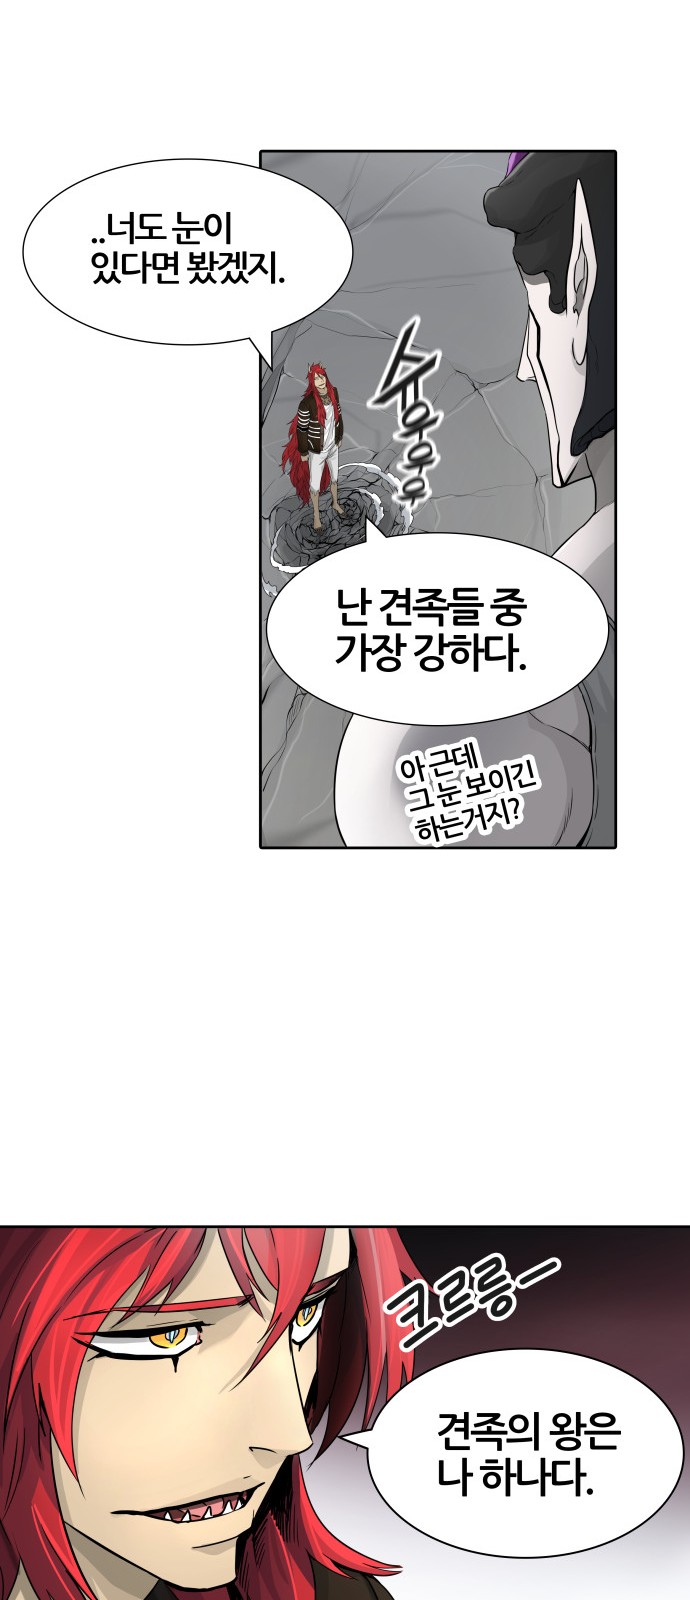 ..너도 눈이
있다면 봤겠지.
슈우우우
난 견족들 중
가장 강하다.
아 근데
그 눈 보이긴
하는거지?
크르릉ー
견족의 왕은
나 하나다.